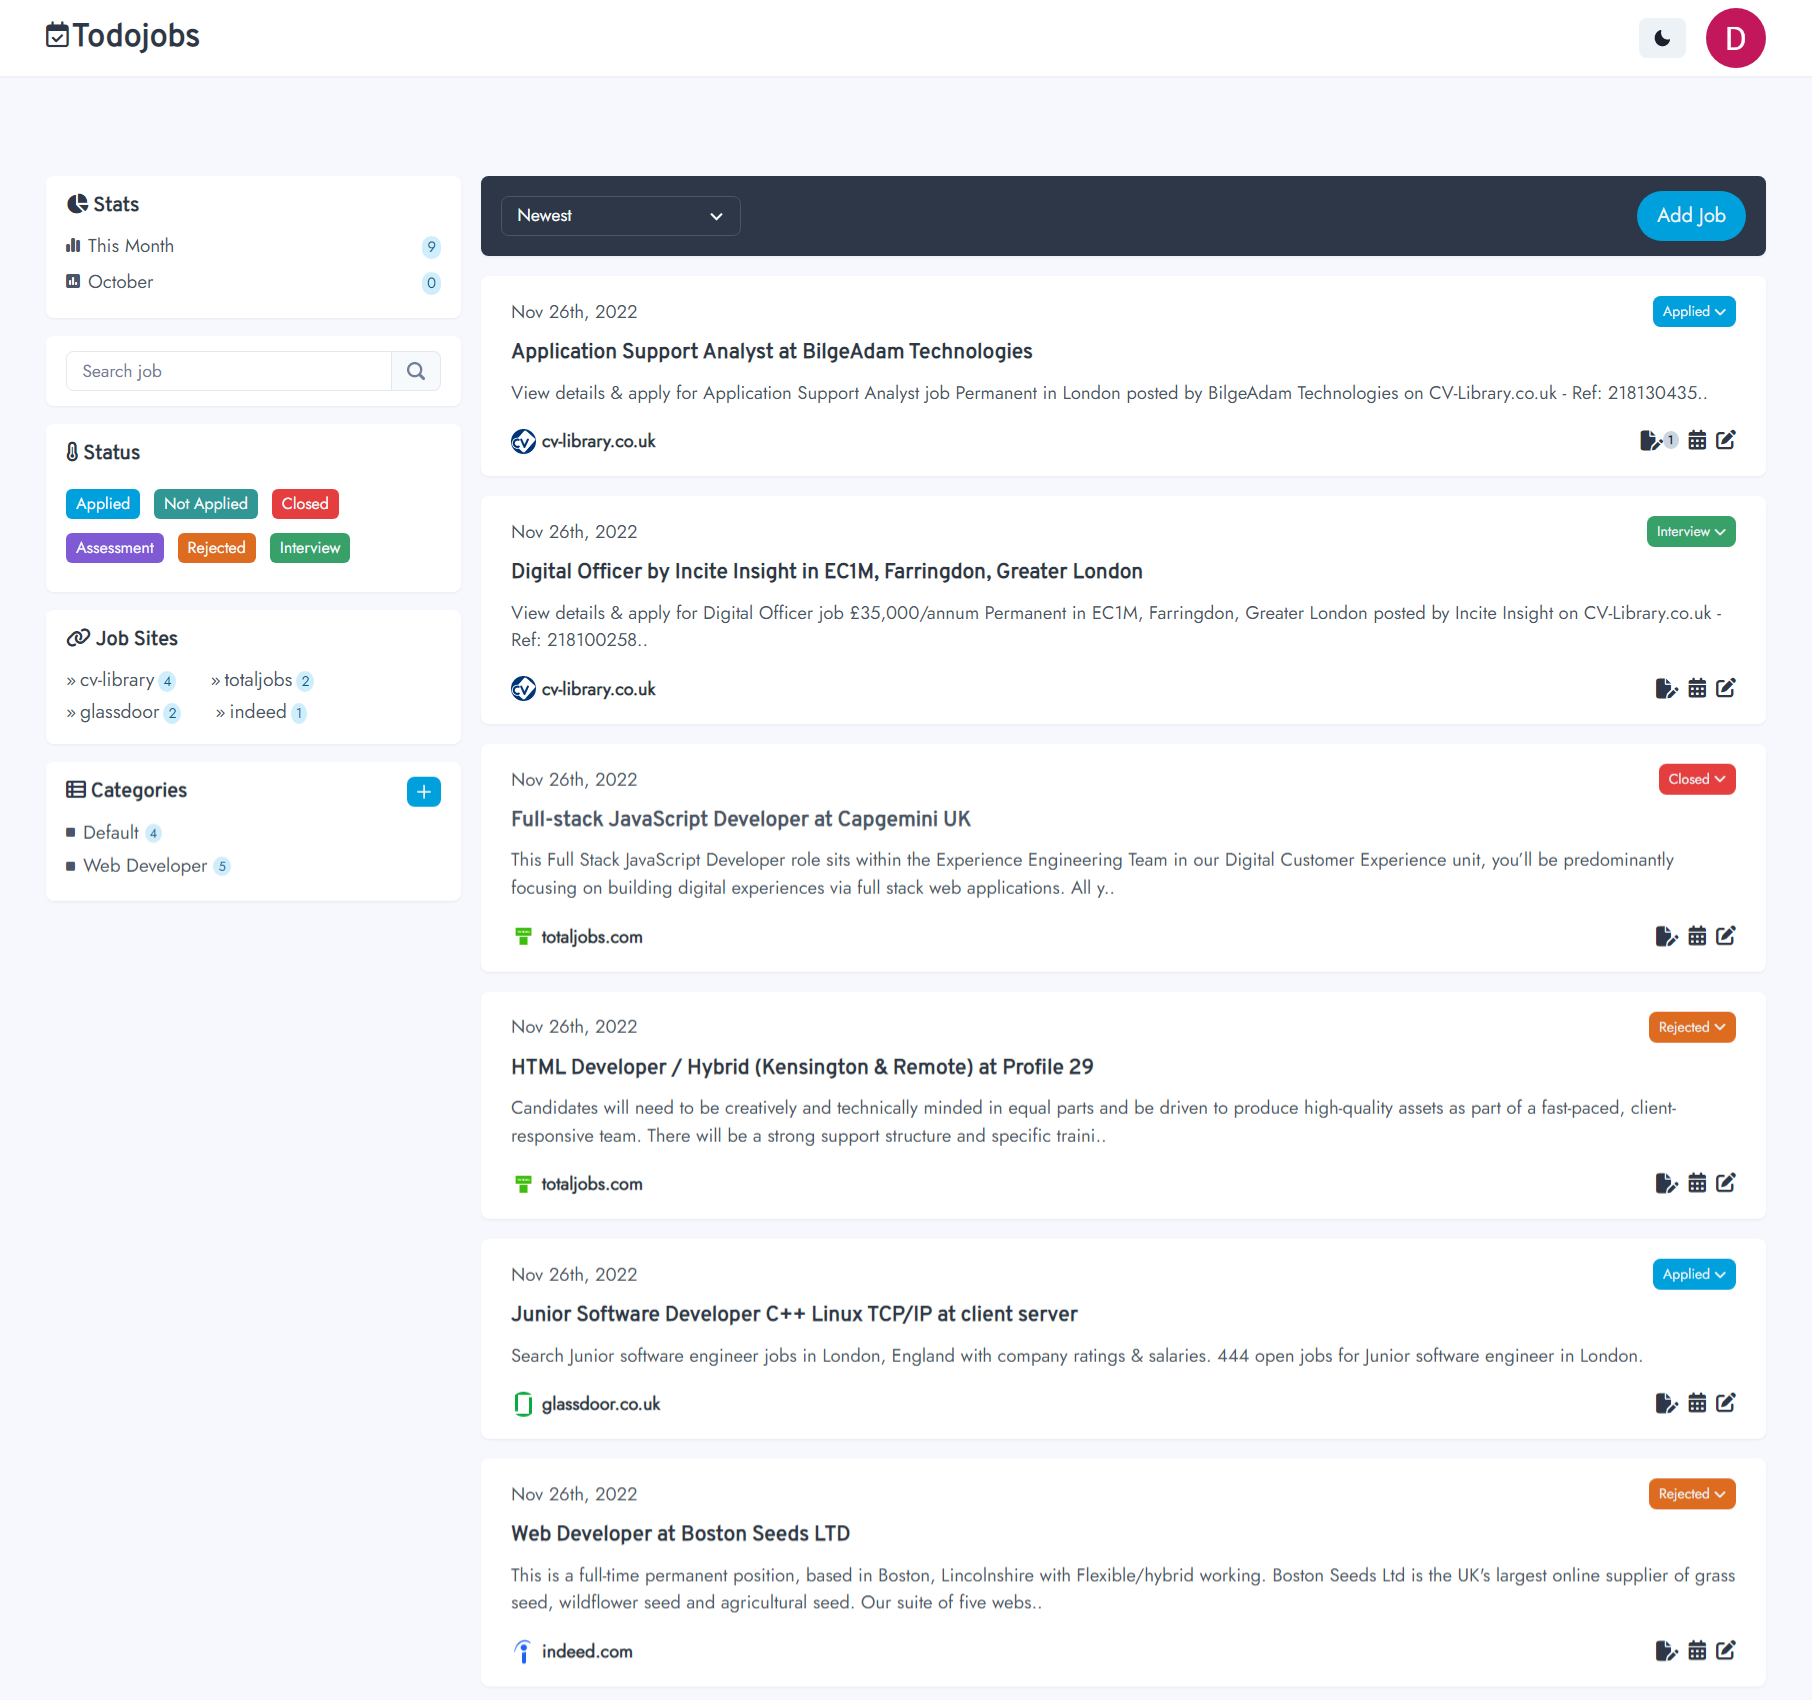 Todojobs
D
Stats
This Month 9
October 0
Search job
Status
Applied Not Applied Closed
Assessment Rejected Interview
Job Sites
» cv-library 4 » totaljobs 2
» glassdoor 2 » indeed 1
Categories +
Default 4
Web Developer 5
Newest Add Job
Nov 26th, 2022 Applied
Application Support Analyst at BilgeAdam Technologies
View details & apply for Application Support Analyst job Permanent in London posted by BilgeAdam Technologies on CV-Library.co.uk - Ref: 218130435..
cv cv-library.co.uk 1
Nov 26th, 2022 Interview
Digital Officer by Incite Insight in EC1M, Farringdon, Greater London
View details & apply for Digital Officer job £35,000/annum Permanent in EC1M, Farringdon, Greater London posted by Incite Insight on CV-Library.co.uk -
Ref: 218100258..
cv cv-library.co.uk
Nov 26th, 2022 Closed
Full-stack JavaScript Developer at Capgemini UK
This Full Stack JavaScript Developer role sits within the Experience Engineering Team in our Digital Customer Experience unit, you’ll be predominantly
focusing on building digital experiences via full stack web applications. All y..
totaljobs.com
Nov 26th, 2022 Rejected
HTML Developer / Hybrid (Kensington & Remote) at Profile 29
Candidates will need to be creatively and technically minded in equal parts and be driven to produce high-quality assets as part of a fast-paced, client-
responsive team. There will be a strong support structure and specific traini..
totaljobs.com
Nov 26th, 2022 Applied
Junior Software Developer C++ Linux TCP/IP at client server
Search Junior software engineer jobs in London, England with company ratings & salaries. 444 open jobs for Junior software engineer in London.
glassdoor.co.uk
Nov 26th, 2022 Rejected
Web Developer at Boston Seeds LTD
This is a full-time permanent position, based in Boston, Lincolnshire with Flexible/hybrid working. Boston Seeds Ltd is the UK's largest online supplier of grass
seed, wildflower seed and agricultural seed. Our suite of five webs..
indeed.com